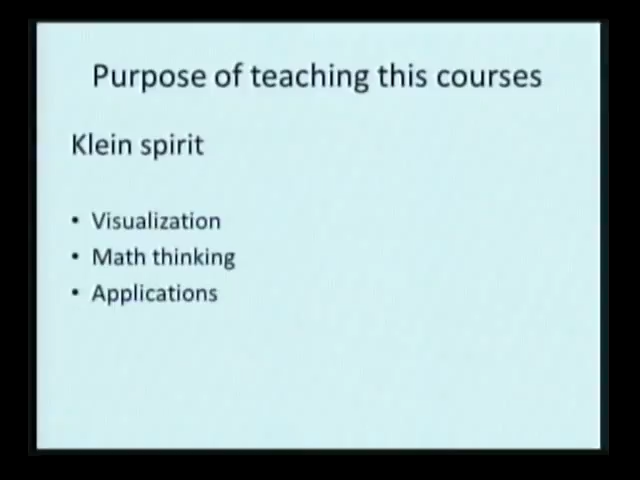 Purpose of teaching this courses
Klein spirit
• Visualization
• Math thinking
• Applications